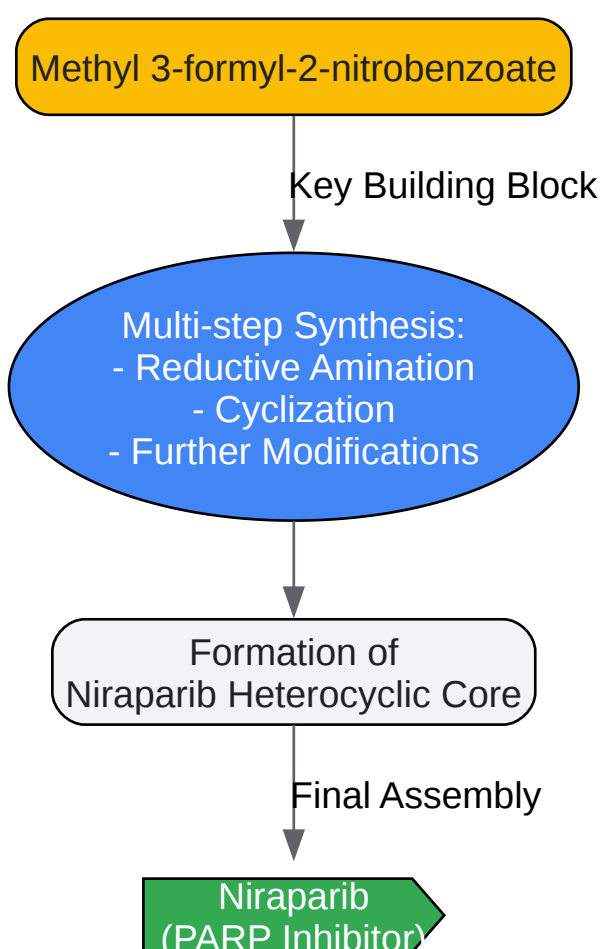 Methyl 3-formyl-2-nitrobenzoate
Key Building Block
Multi-step Synthesis:
- Reductive Amination
- Cyclization
- Further Modifications
Formation of
Niraparib Heterocyclic Core
Final Assembly
Niraparib
(PARP Inhibitor)